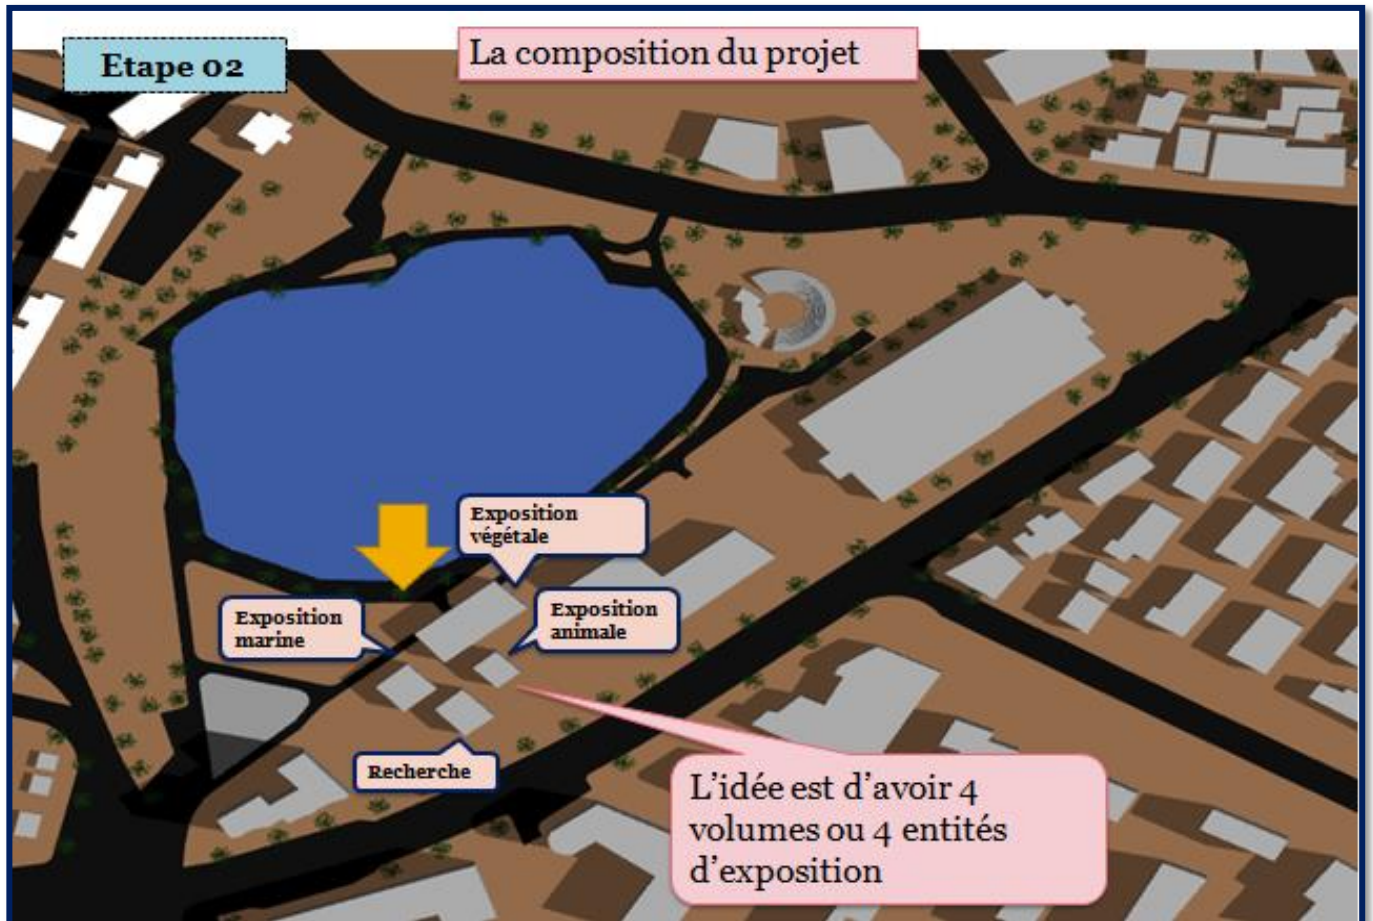 Etape 02
La composition du projet
Exposition
végétale
Exposition
marine
Exposition
animale
Recherche
L’idée est d’avoir 4
volumes ou 4 entités
d’exposition